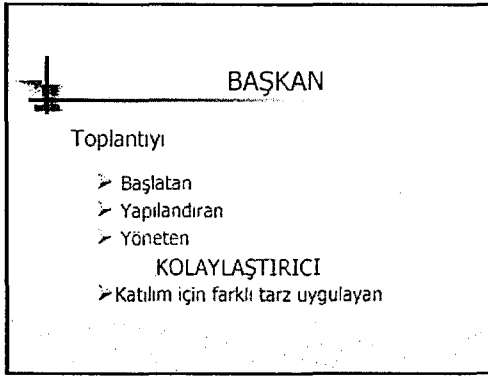 BAŞKAN
Toplantıyı
➢ Başlatan
➢ Yapılandıran
➢ Yöneten
KOLAYLAŞTIRICI
➢Katılım için farklı tarz uygulayan